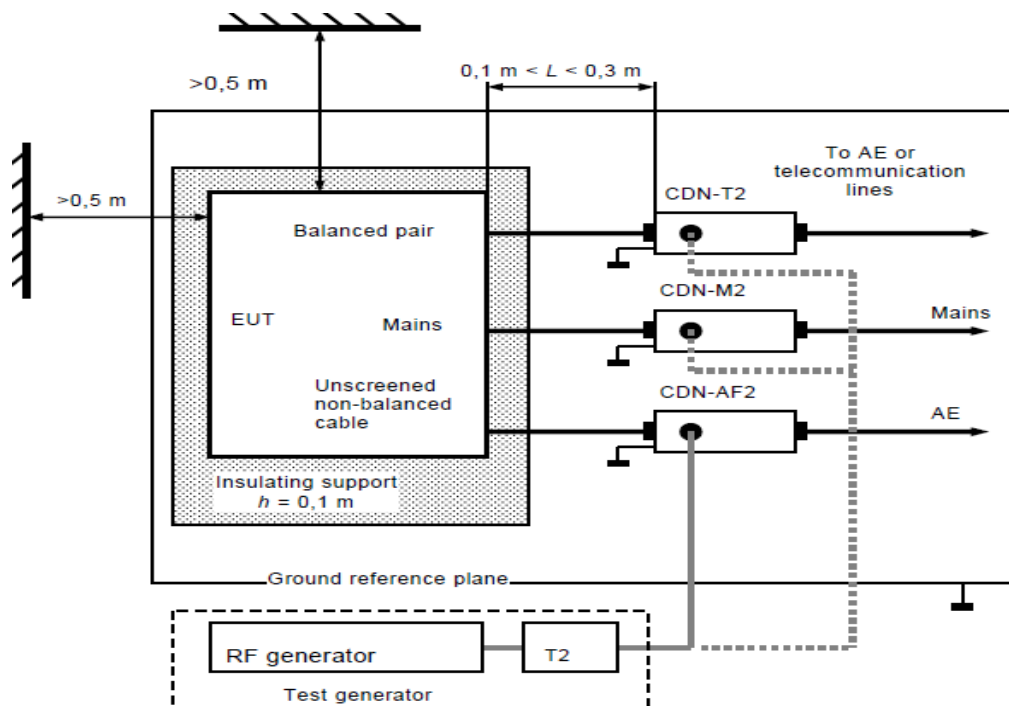 >0,5 m
0,1 m < L < 0,3 m
>0,5 m
To AE or
telecommunication
lines
CDN-T2
Balanced pair
CDN-M2
EUT
Mains
Mains
Unscreened
non-balanced
cable
CDN-AF2
AE
Insulating support
h = 0,1 m
Ground reference plane
RF generator
T2
Test generator